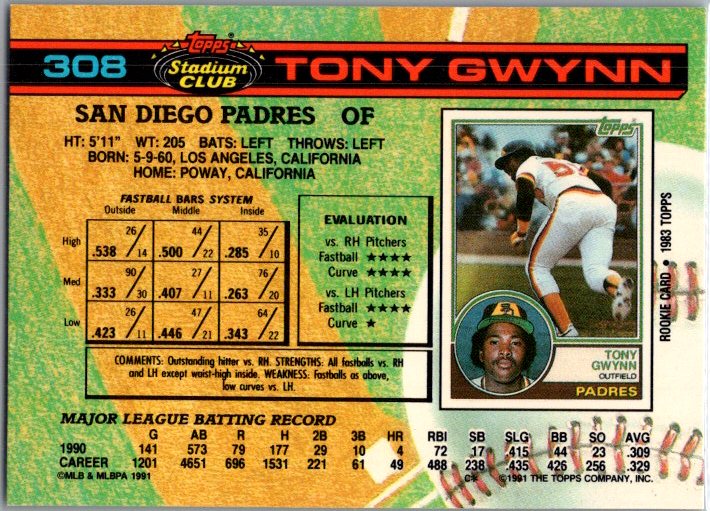 308 Topps Stadium CLUB TONY GWYNN
SAN DIEGO PADRES OF
HT: 5'11" WT: 205 BATS: LEFT THROWS: LEFT
BORN: 5-9-60, LOS ANGELES, CALIFORNIA
HOME: POWAY, CALIFORNIA
FASTBALL BARS SYSTEM
Outside Middle Inside
High 26/14 .538 44/22 .500 35/10 .285
Med 90/30 .333 27/11 .407 76/20 .263
Low 26/11 .423 47/21 .446 64/22 .343
EVALUATION
vs. RH Pitchers
Fastball ★★★★
Curve ★★★★
vs. LH Pitchers
Fastball ★★★★
Curve ★
COMMENTS: Outstanding hitter vs. RH. STRENGTHS: All fastballs vs. RH
and LH except waist-high inside. WEAKNESS: Fastballs as above,
low curves vs. LH.
Topps
TONY
GWYNN
OUTFIELD
PADRES
ROOKIE CARD • 1983 TOPPS
MAJOR LEAGUE BATTING RECORD
G AB R H 2B 3B HR RBI SB SLG BB SO AVG
1990 141 573 79 177 29 10 4 72 17 .415 44 23 .309
CAREER 1201 4651 696 1531 221 61 49 488 238 .435 426 256 .329
©MLB & MLBPA 1991 C* ©1991 THE TOPPS COMPANY, INC.